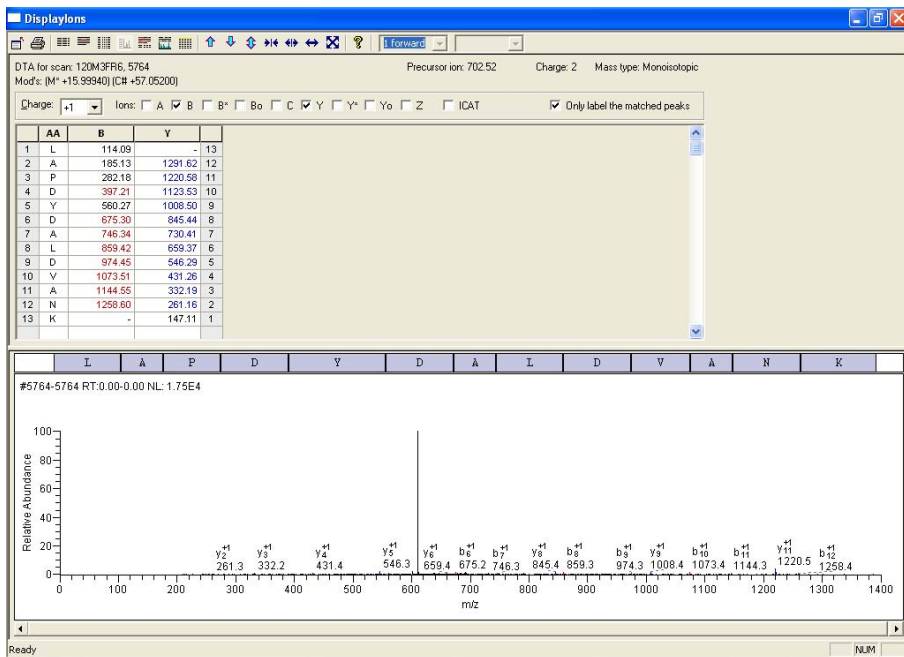 DisplayIons
1 forward
DTA for scan: 120M3FR6, 5764 Precursor ion: 702.52 Charge: 2 Mass type: Monoisotopic
Mod's: (M* +15.99940) (C# +57.05200)
Charge: +1 Ions: A B B* Bo C Y Y* Yo Z ICAT Only label the matched peaks
AA B Y
1 L 114.09 - 13
2 A 185.13 1291.62 12
3 P 282.18 1220.58 11
4 D 397.21 1123.53 10
5 Y 560.27 1008.50 9
6 D 675.30 845.44 8
7 A 746.34 730.41 7
8 L 859.42 659.37 6
9 D 974.45 546.29 5
10 V 1073.51 431.26 4
11 A 1144.55 332.19 3
12 N 1258.60 261.16 2
13 K - 147.11 1
L A P D Y D A L D V A N K
#5764-5764 RT:0.00-0.00 NL: 1.75E4
Relative Abundance
100
80
60
40
20
0
y2+1 261.3
y3+1 332.2
y4+1 431.4
y5+1 546.3
y6+1 659.4
b6+1 675.2
b7+1 746.3
y8+1 845.4
b8+1 859.3
b9+1 974.3
y9+1 1008.4
b10+1 1073.4
b11+1 1144.3
y11+1 1220.5
b12+1 1258.4
0 100 200 300 400 500 600 700 800 900 1000 1100 1200 1300 1400
m/z
Ready NUM